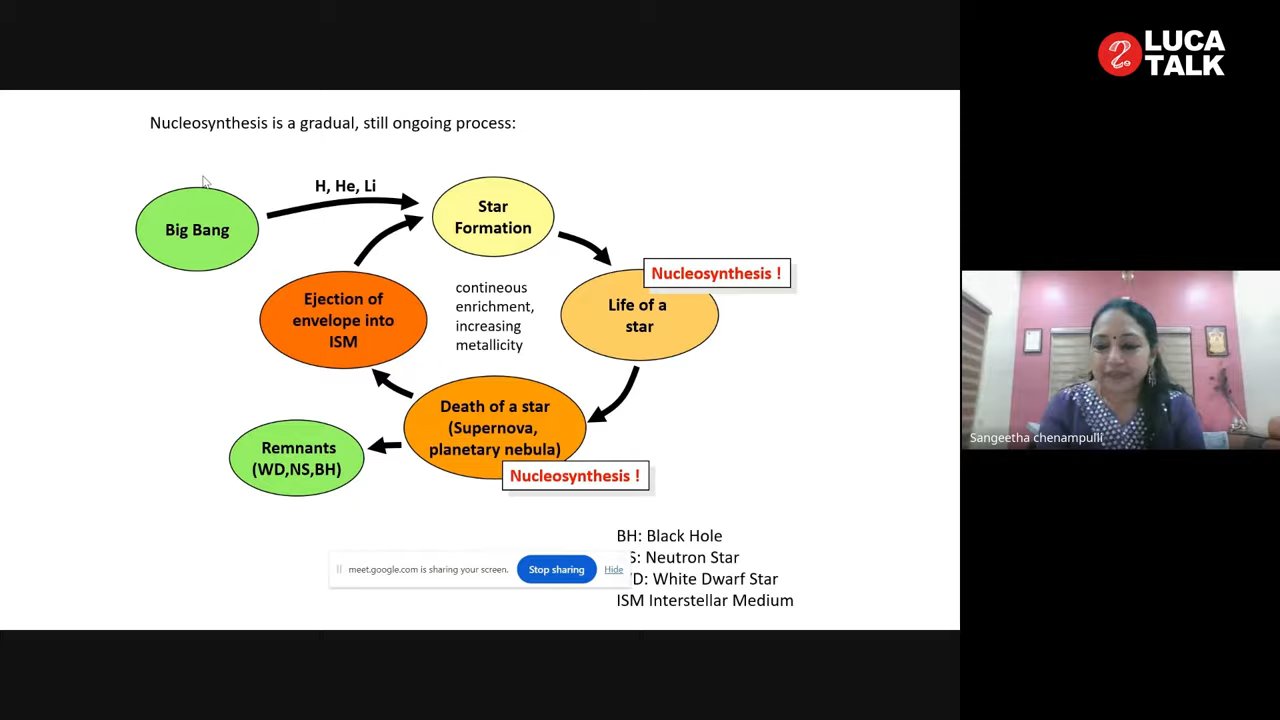 LUCA
TALK
Nucleosynthesis is a gradual, still ongoing process:
H, He, Li
Big Bang
Star
Formation
Nucleosynthesis !
Ejection of
envelope into
ISM
contineous
enrichment,
increasing
metallicity
Life of a
star
Death of a star
(Supernova,
planetary nebula)
Nucleosynthesis !
Remnants
(WD,NS,BH)
Sangeetha chenampulli
BH: Black Hole
S: Neutron Star
D: White Dwarf Star
ISM Interstellar Medium
meet.google.com is sharing your screen.
Stop sharing
Hide